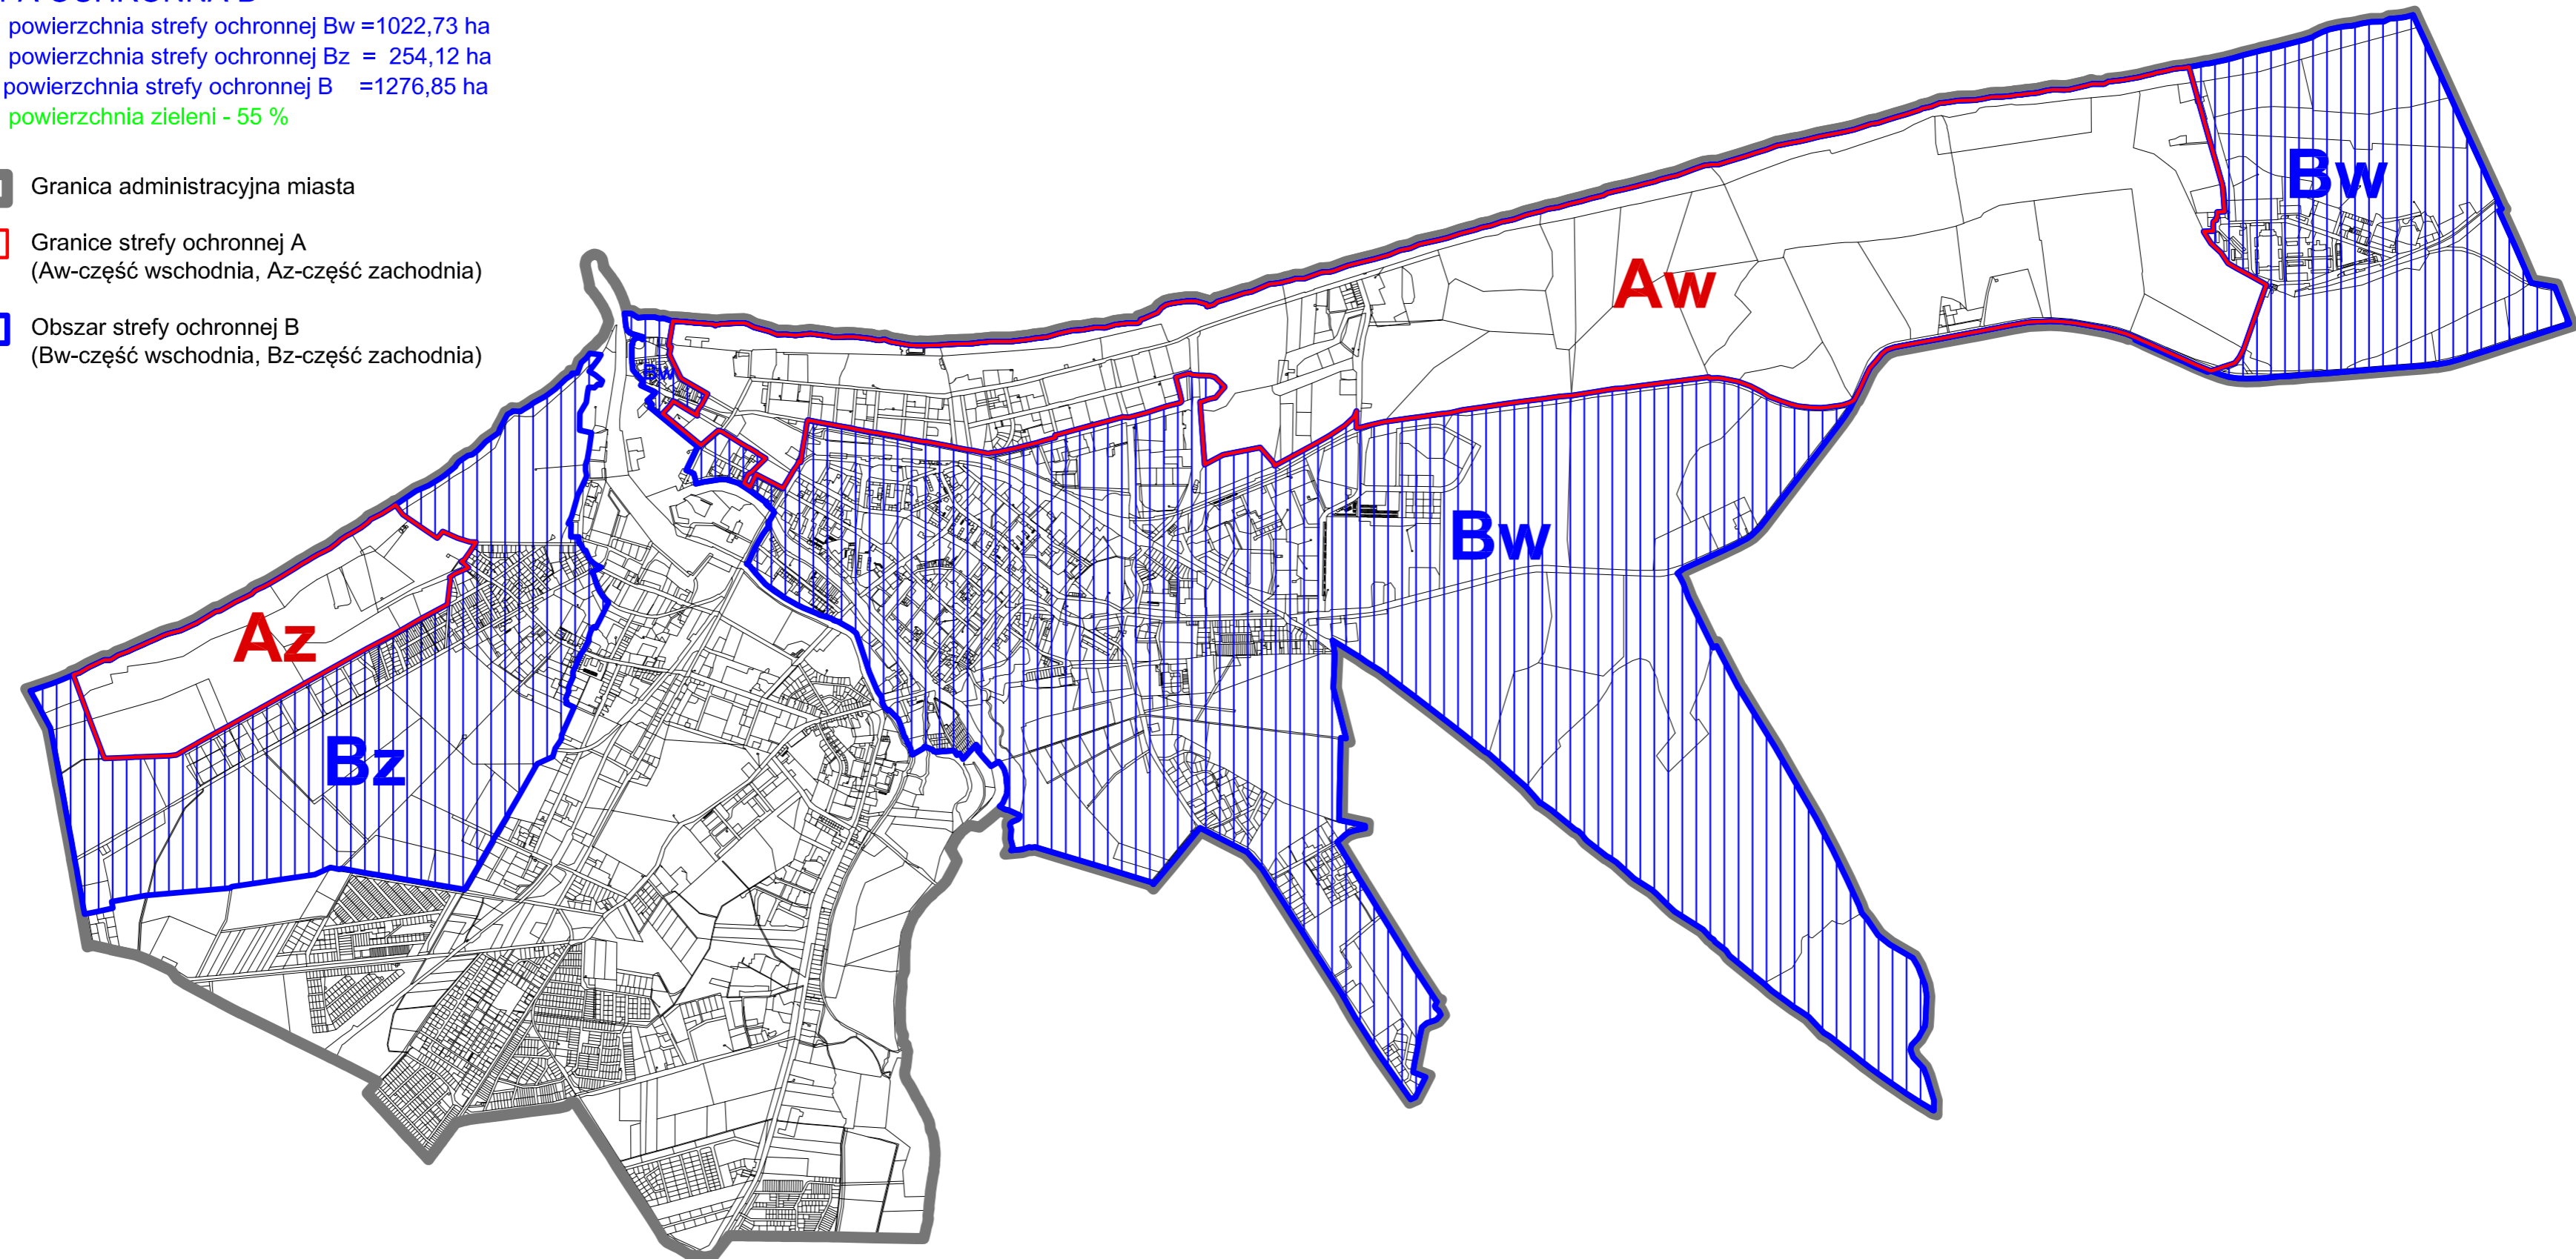 OCHRONNA B
powierzchnia strefy ochronnej Bw =1022,73 ha
powierzchnia strefy ochronnej Bz = 254,12 ha
powierzchnia strefy ochronnej B =1276,85 ha
powierzchnia zieleni - 55 %
Granica administracyjna miasta
Granice strefy ochronnej A
(Aw-część wschodnia, Az-część zachodnia)
Obszar strefy ochronnej B
(Bw-część wschodnia, Bz-część zachodnia)
Bw
Aw
Bw
Bw
Az
Bz